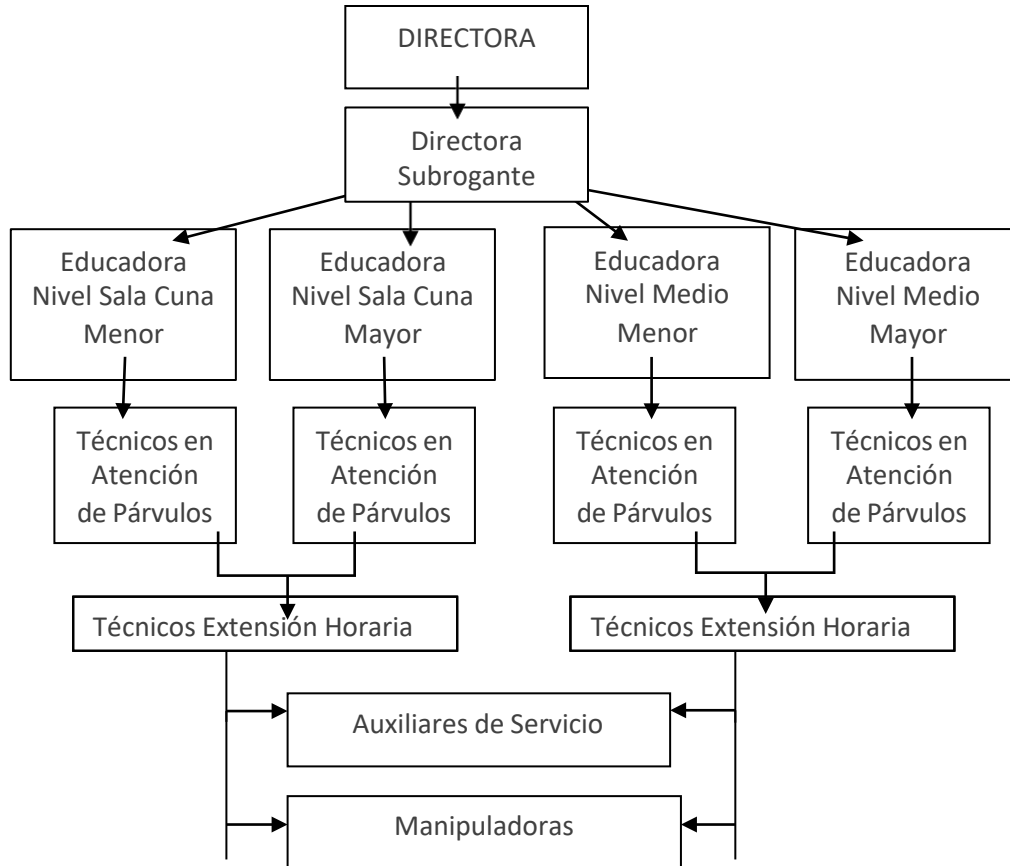 DIRECTORA
Directora
Subrogante
Educadora
Nivel Sala Cuna
Menor
Educadora
Nivel Sala Cuna
Mayor
Educadora
Nivel Medio
Menor
Educadora
Nivel Medio
Mayor
Técnicos en
Atención
de Párvulos
Técnicos en
Atención
de Párvulos
Técnicos en
Atención
de Párvulos
Técnicos en
Atención
de Párvulos
Técnicos Extensión Horaria
Técnicos Extensión Horaria
Auxiliares de Servicio
Manipuladoras